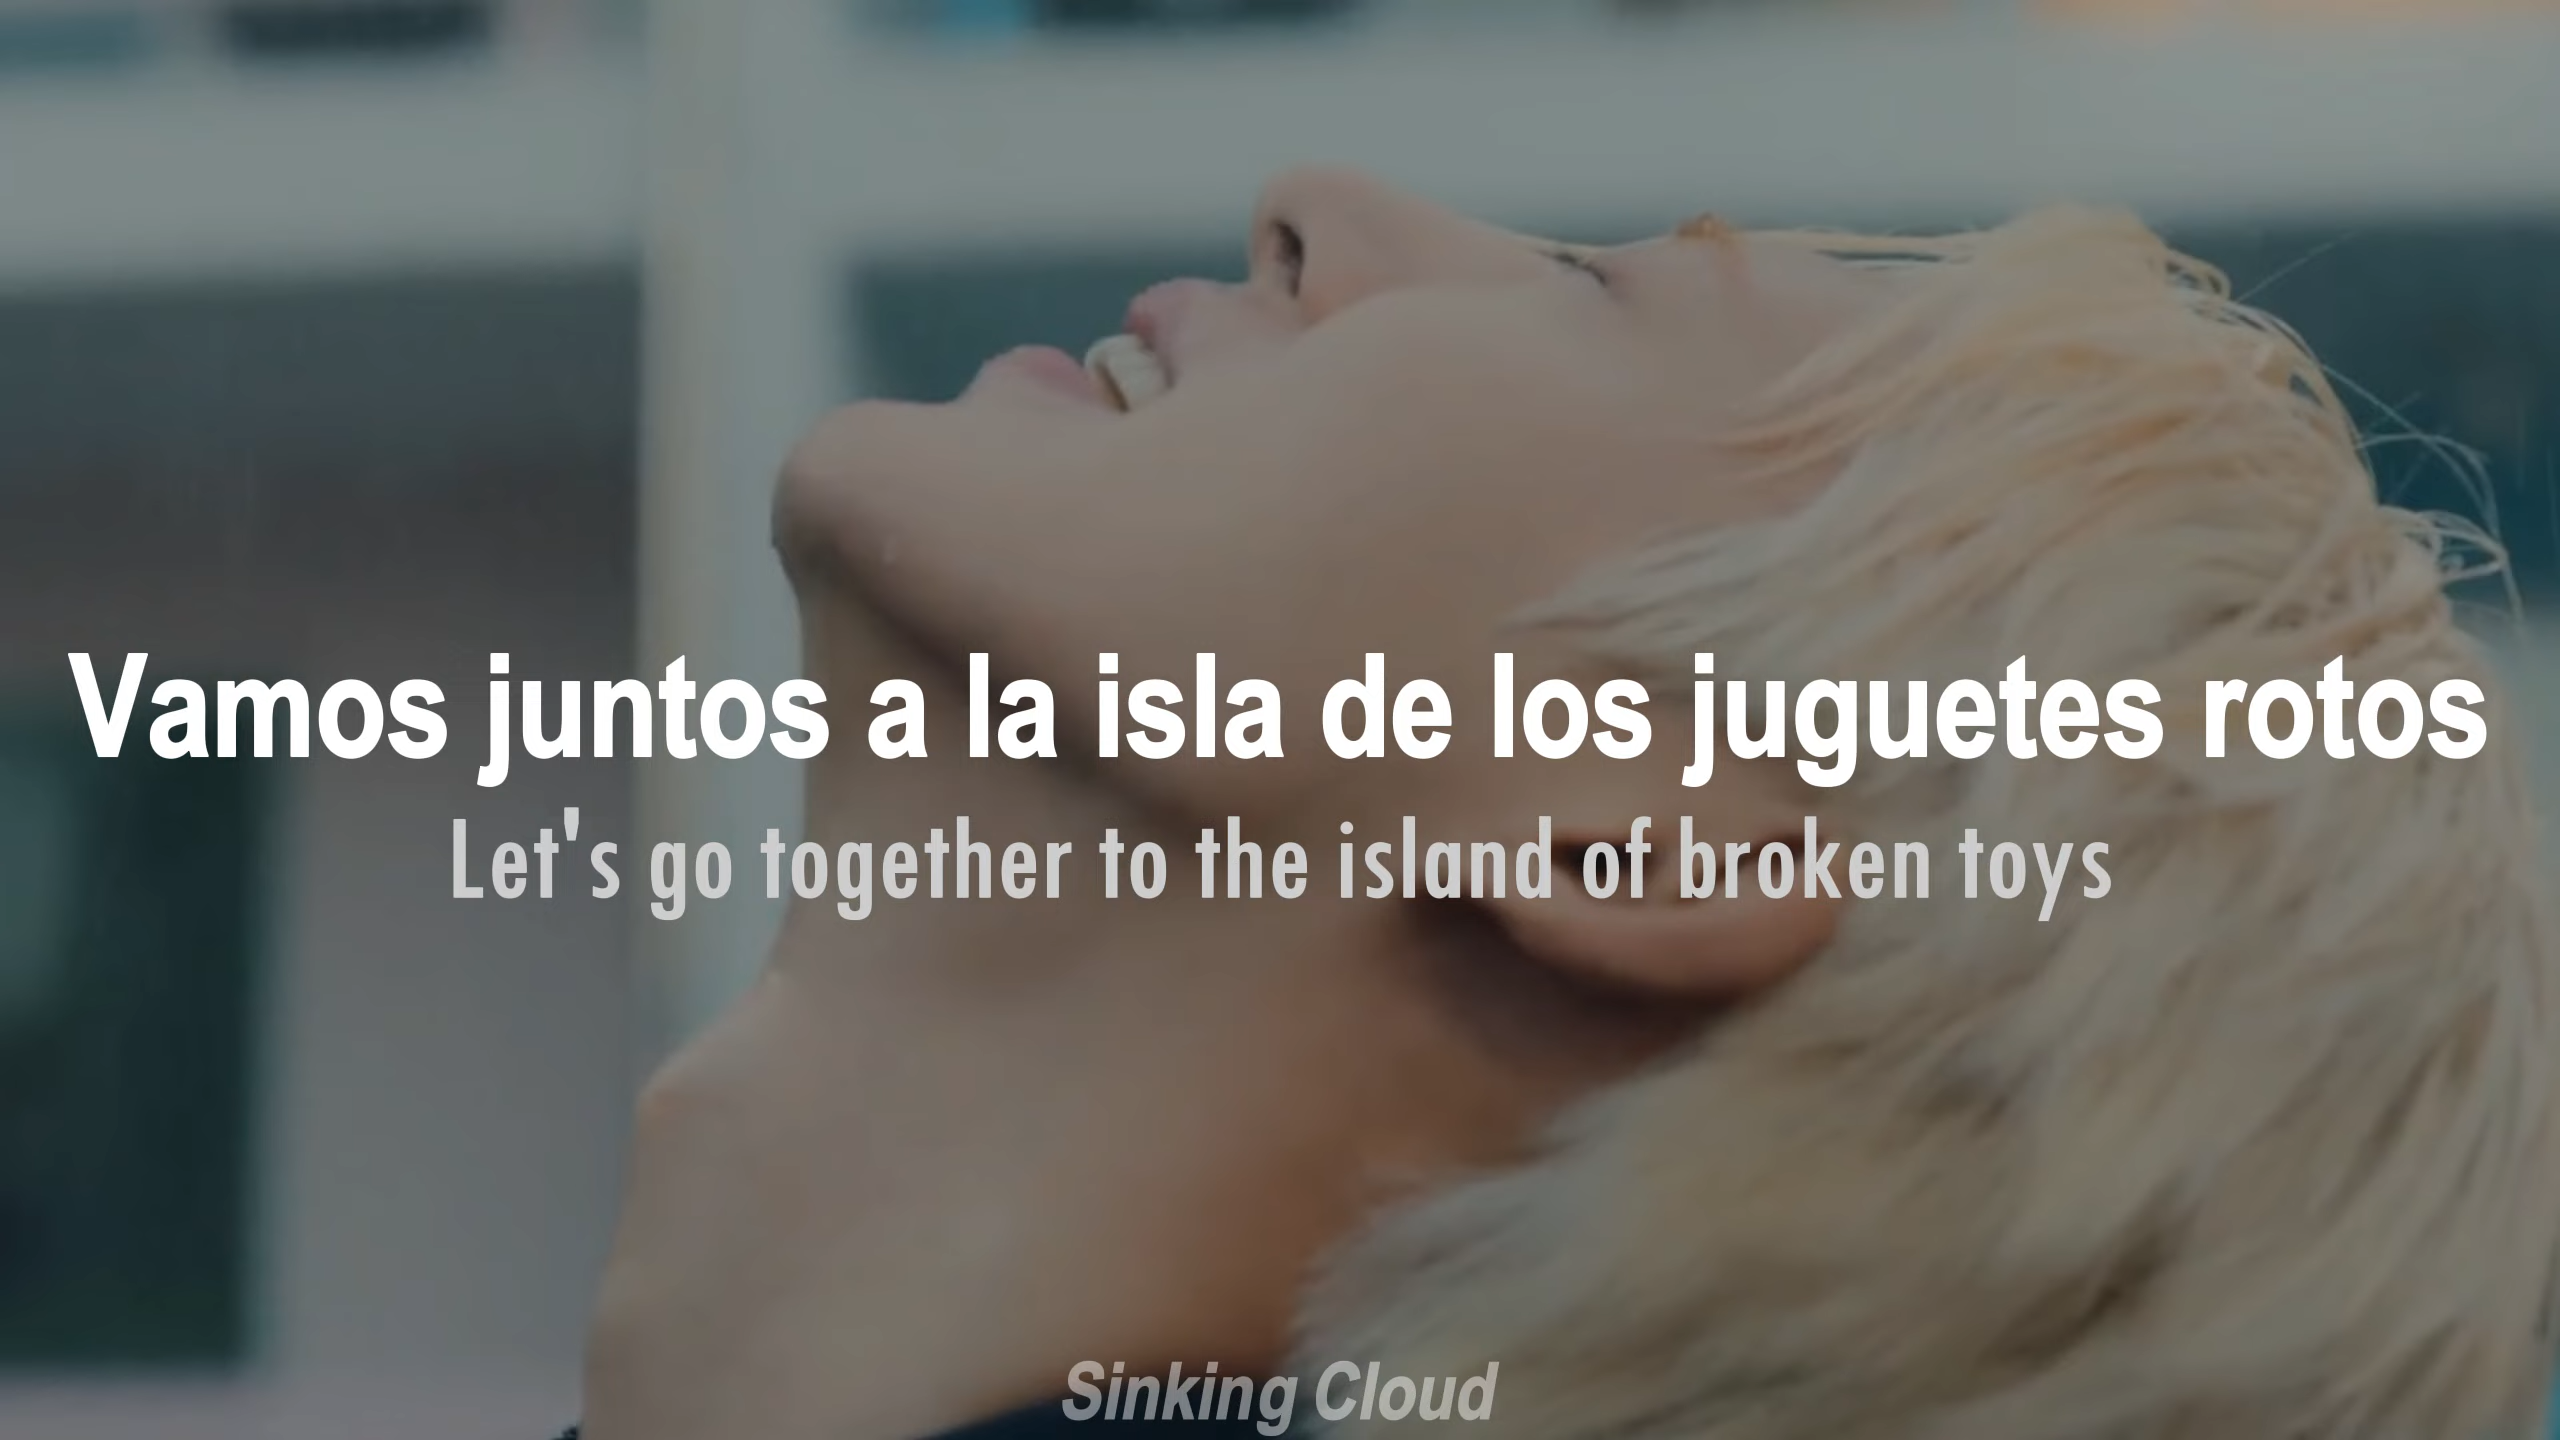 Vamos juntos a la isla de los juguetes rotos
Let's go together to the island of broken toys
Sinking Cloud